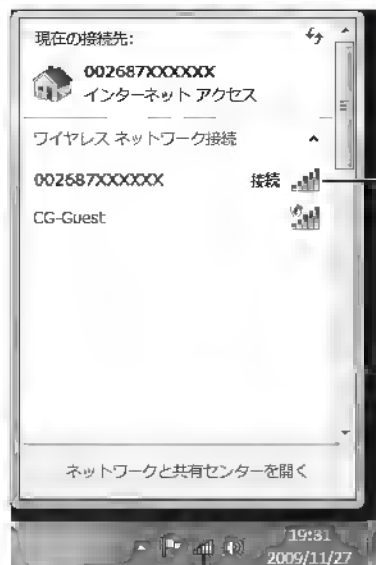 現在の接続先:
002687XXXXXX
インターネット アクセス
ワイヤレス ネットワーク接続
002687XXXXXX 接続
CG-Guest
ネットワークと共有センターを開く
19:31
2009/11/27